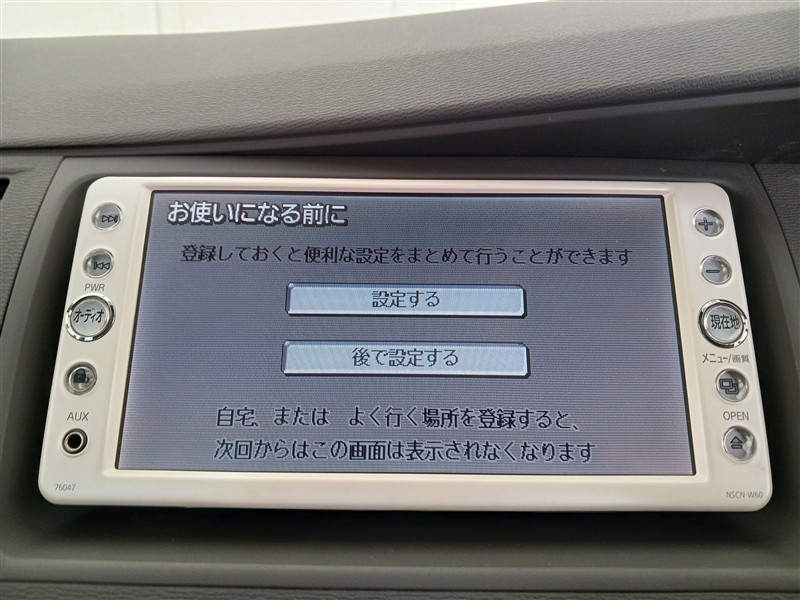 お使いになる前に
登録しておくと便利な設定をまとめて行うことができます
設定する
後で設定する
自宅、または よく行く場所を登録すると、
次回からはこの画面は表示されなくなります
PWR
オーディオ
AUX
76047
現在地
メニュー/画質
OPEN
NSCN-W60